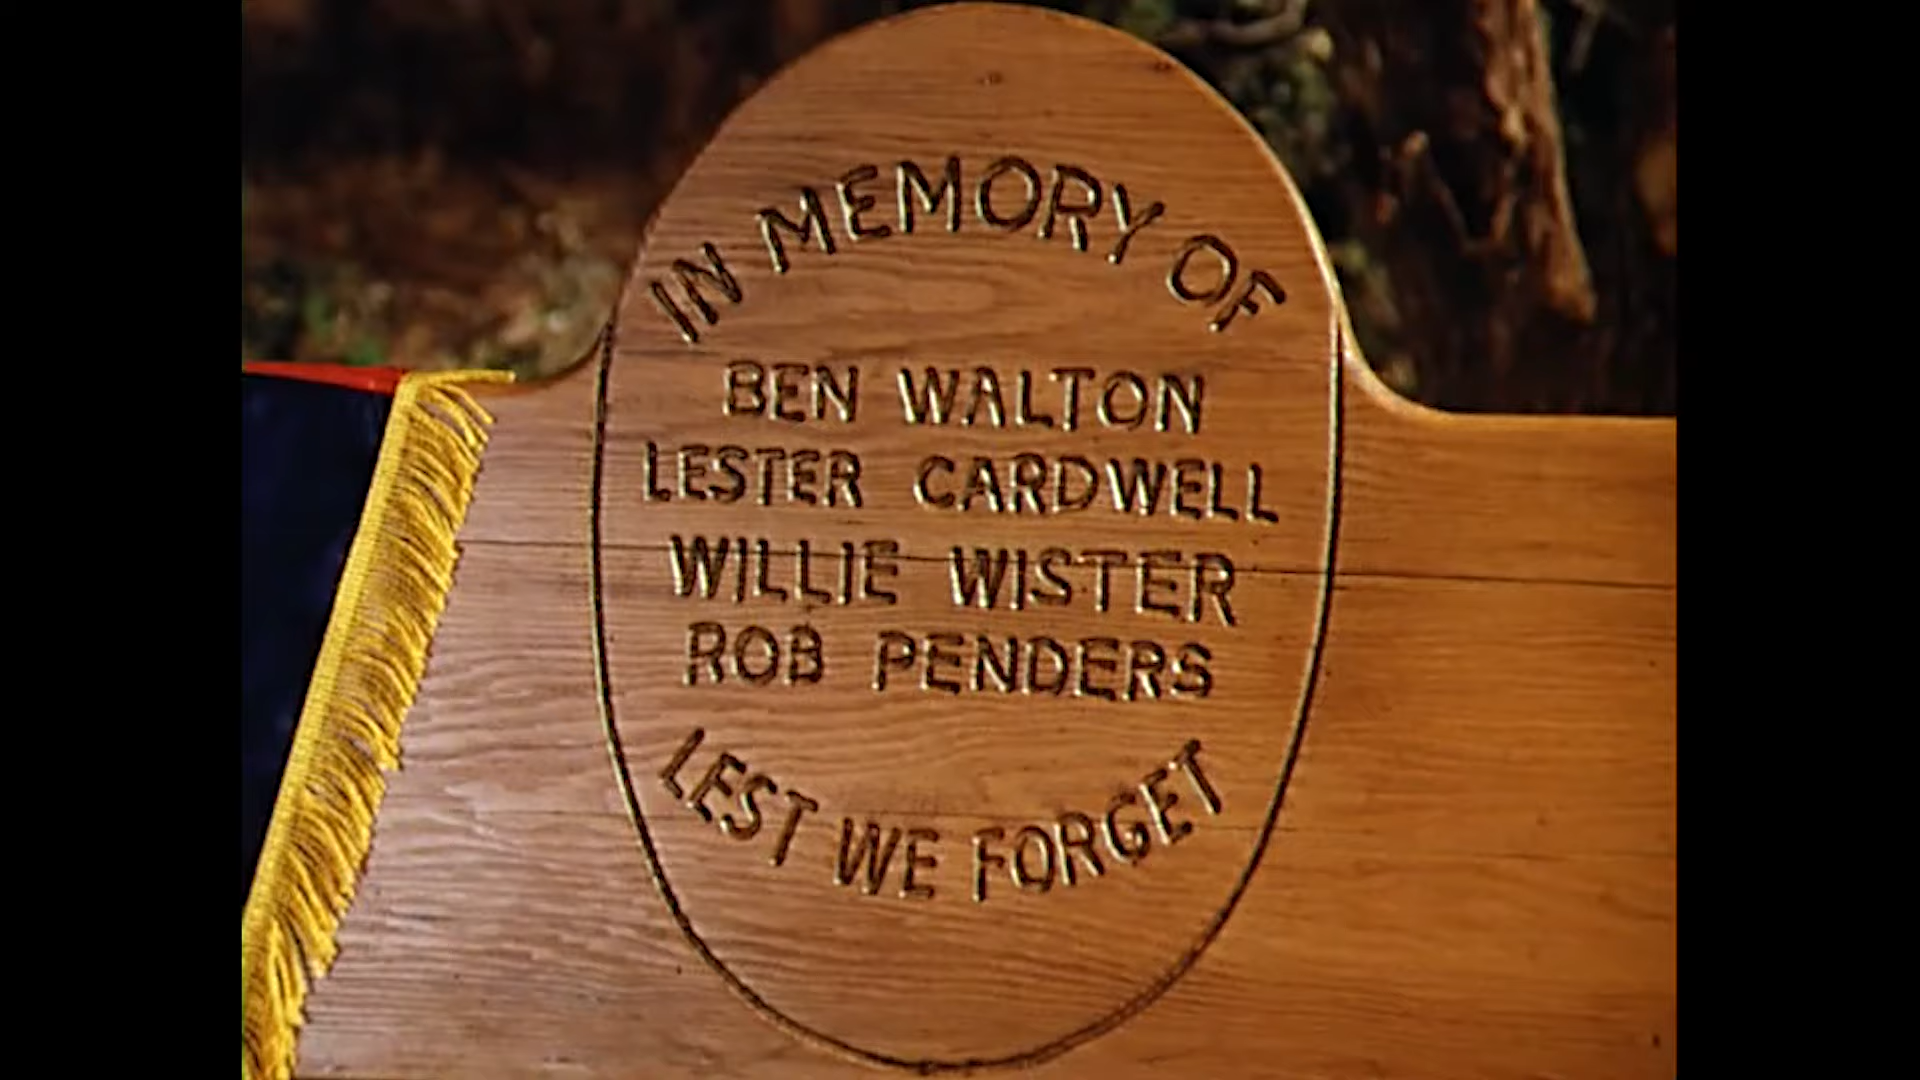 IN MEMORY OF
BEN WALTON
LESTER CARDWELL
WILLIE WISTER
ROB PENDERS
LEST WE FORGET